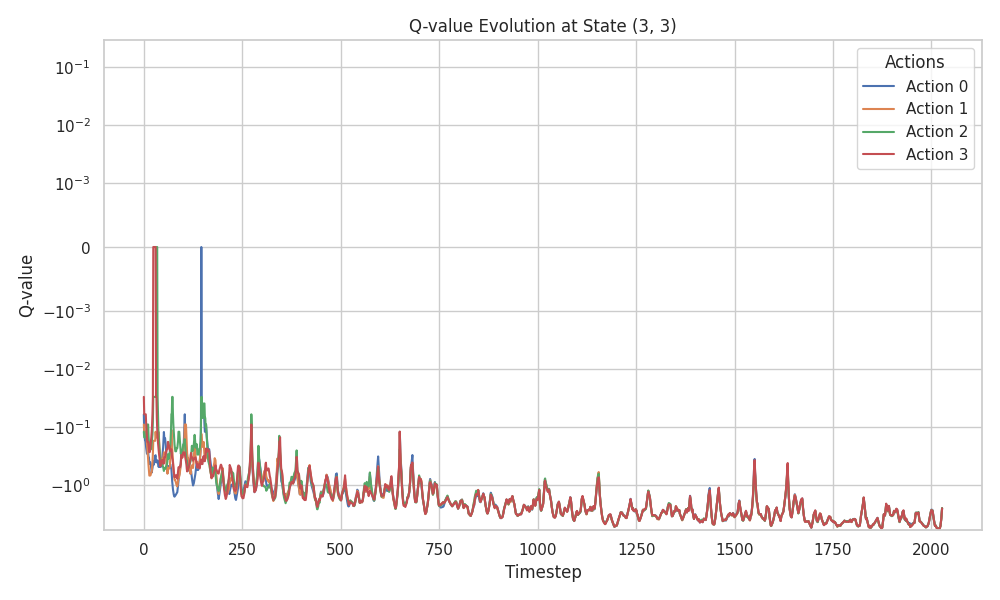 Q-value Evolution at State (3, 3)
Actions
Action 0
Action 1
Action 2
Action 3
Q-value
10⁻¹
10⁻²
10⁻³
0
−10⁻³
−10⁻²
−10⁻¹
−10⁰
0 250 500 750 1000 1250 1500 1750 2000
Timestep